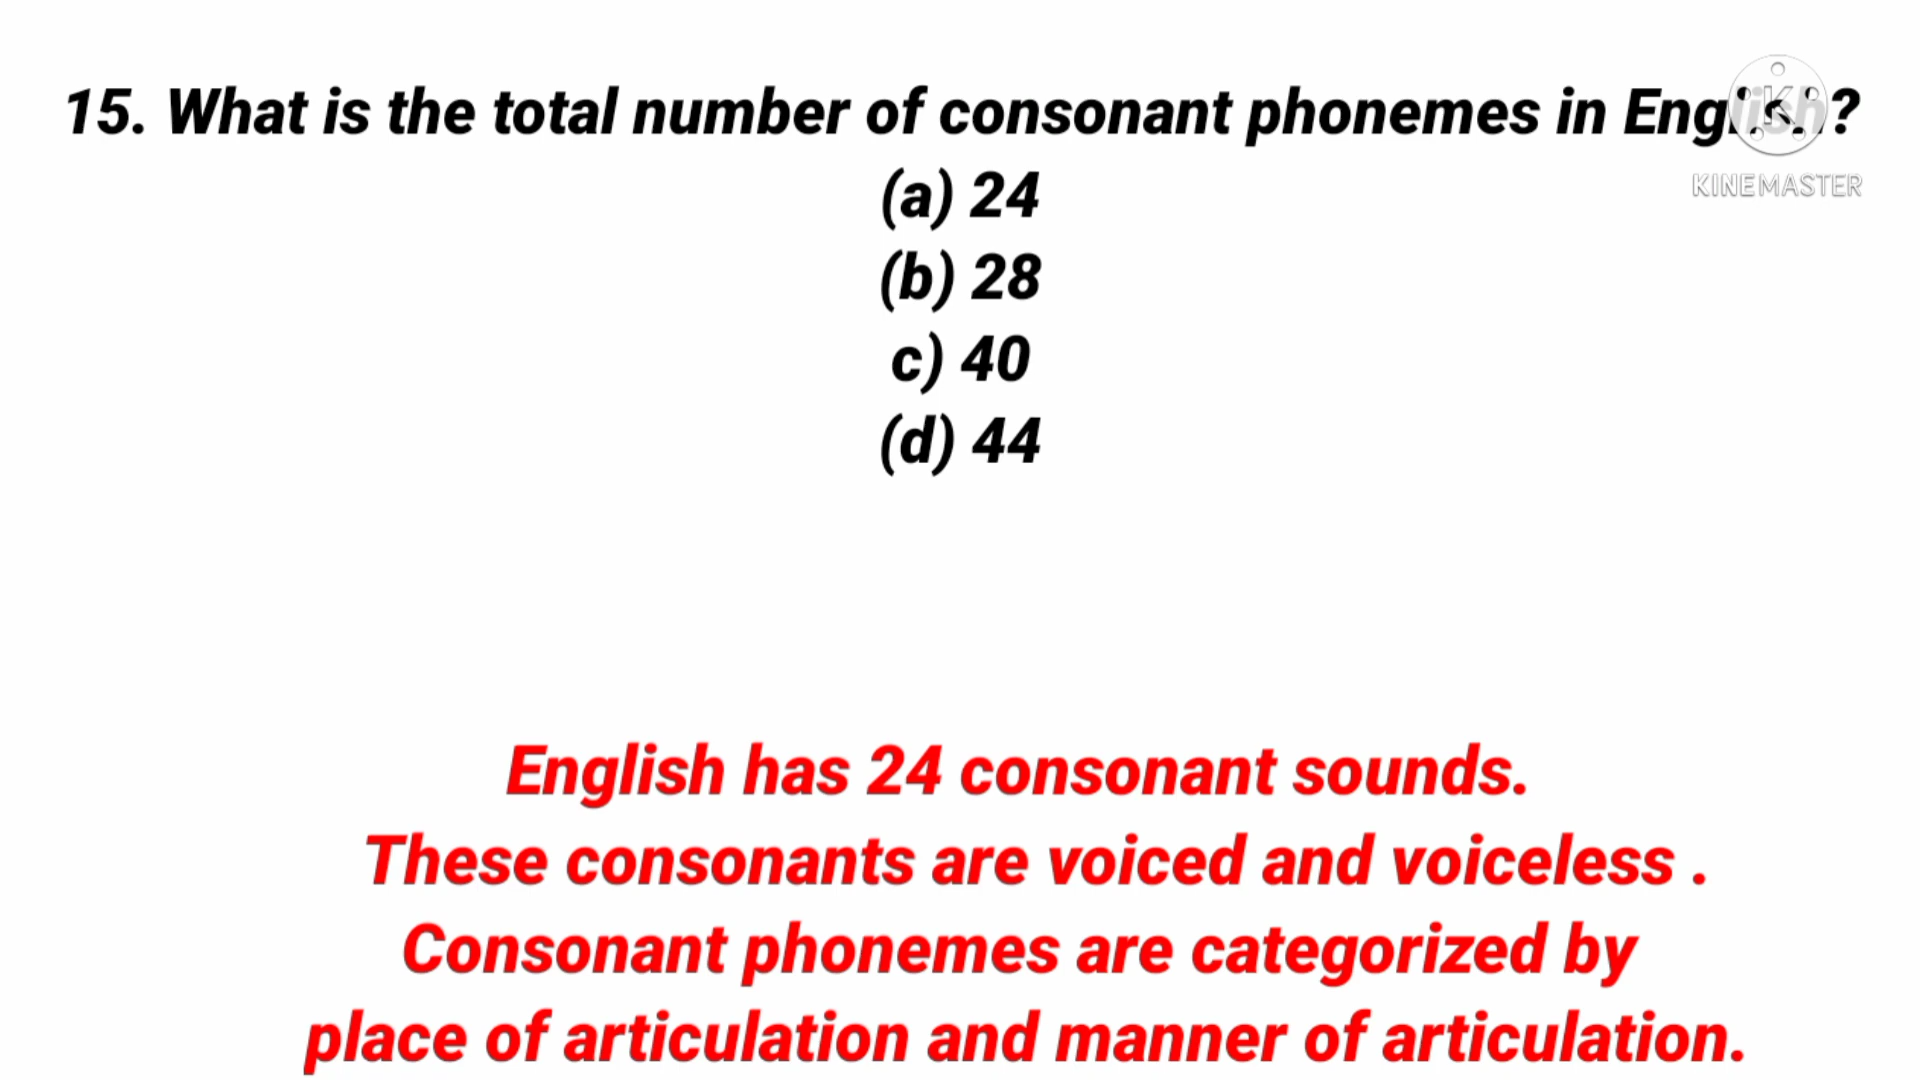 15. What is the total number of consonant phonemes in English?
(a) 24
(b) 28
c) 40
(d) 44
K
KINEMASTER
English has 24 consonant sounds.
These consonants are voiced and voiceless .
Consonant phonemes are categorized by
place of articulation and manner of articulation.